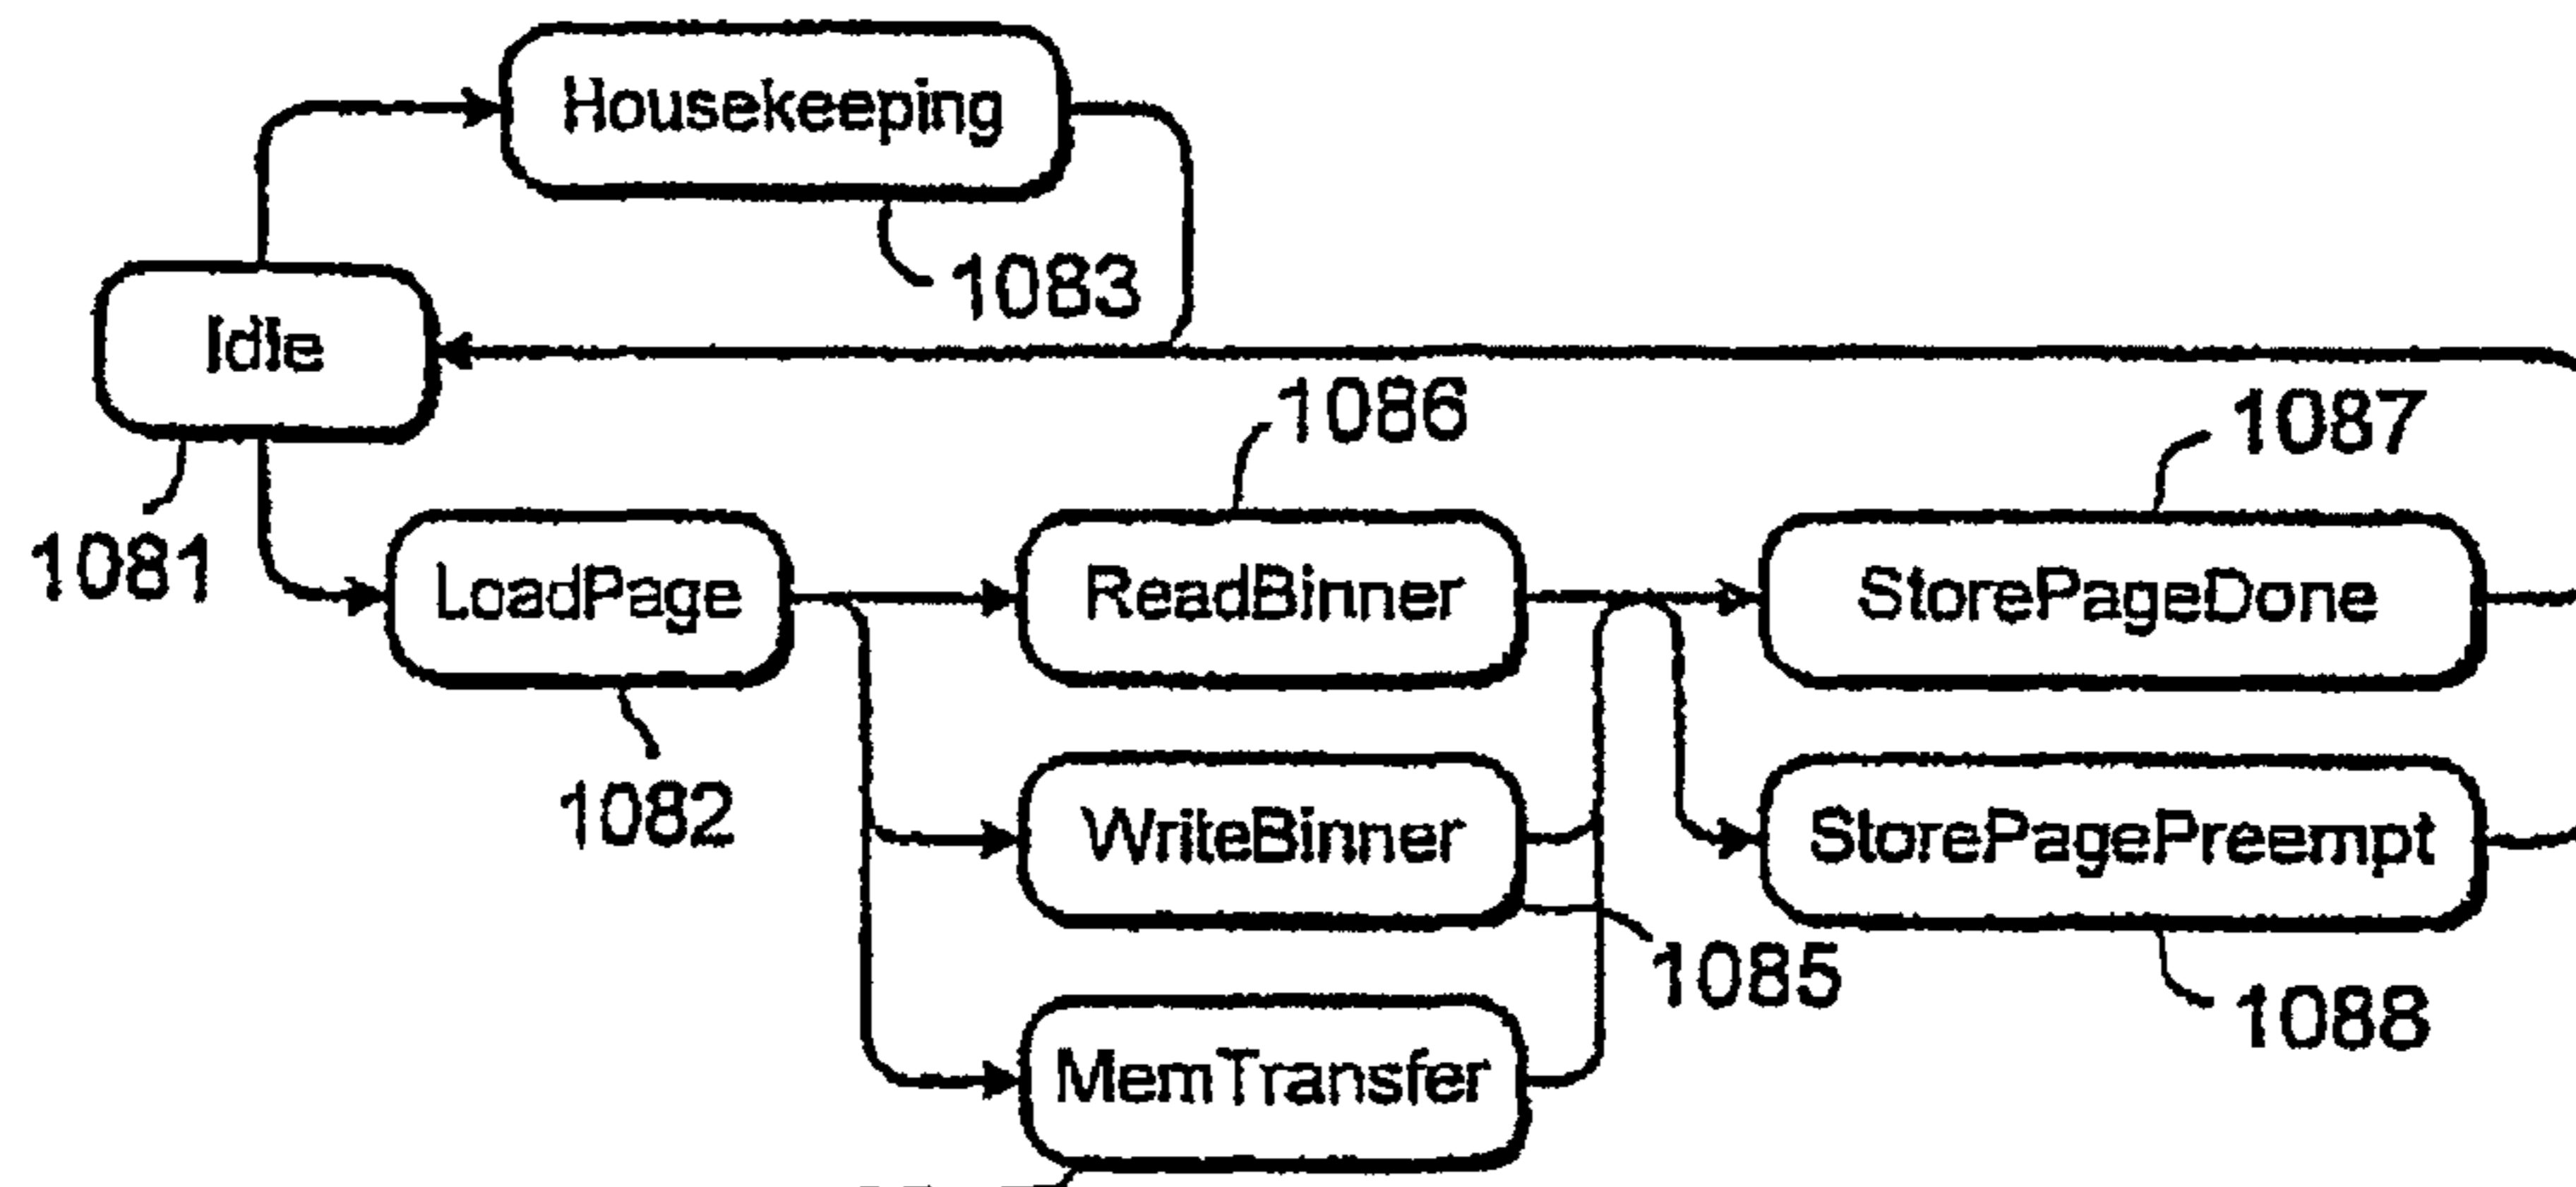 Housekeeping
1083
Idle
1086
1087
1081
LoadPage
ReadBinner
StorePageDone
1082
WriteBinner
StorePagePreempt
1085
1088
MemTransfer